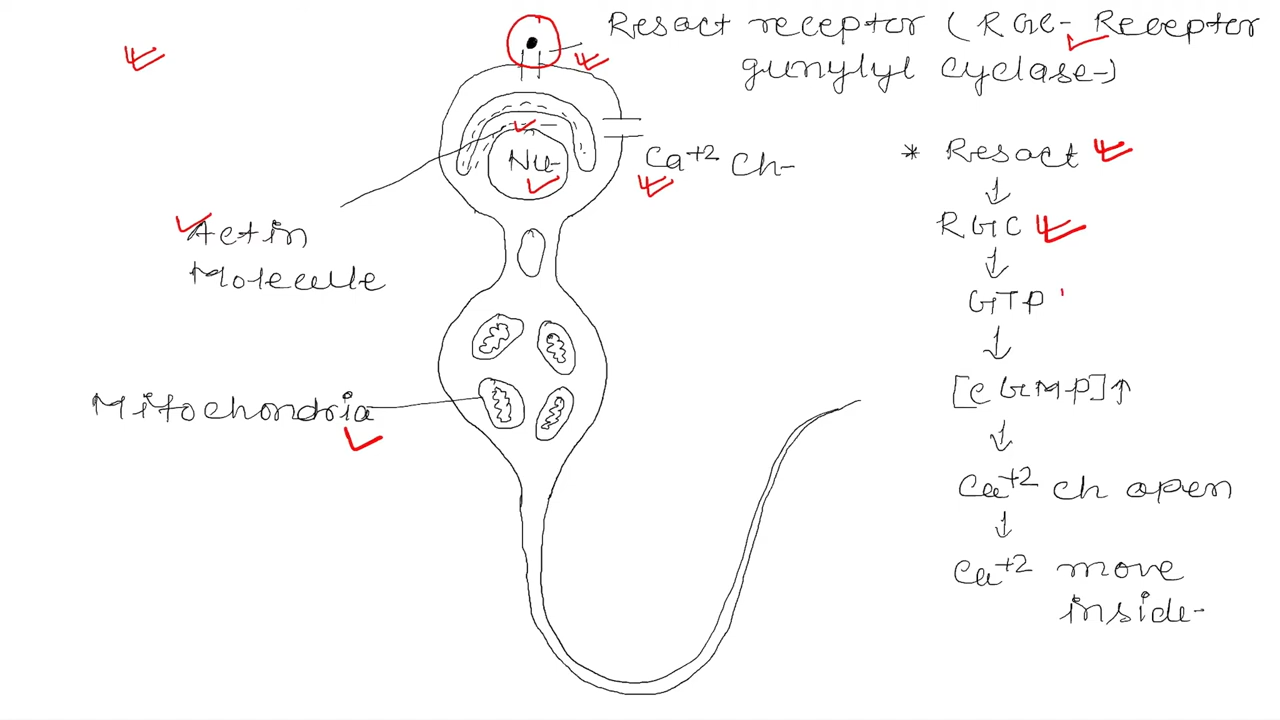 Resact receptor (RGC- Receptor
gunylyl cyclase-)
* Resact
↓
RGC
↓
GTP
↓
[CGMP]↑
↓
Ca+2 ch open
↓
Ca+2 move
inside-
Nu-
Ca+2 Ch-
Actin
Molecule
Mitochondria